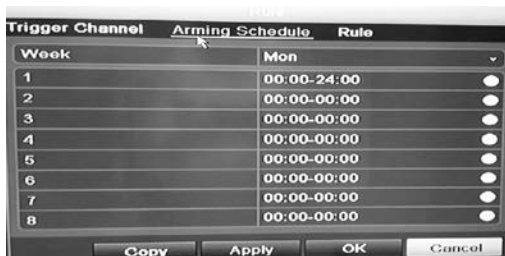 Rule
Trigger Channel Arming Schedule Rule
Week Mon
1 00:00-24:00
2 00:00-00:00
3 00:00-00:00
4 00:00-00:00
5 00:00-00:00
6 00:00-00:00
7 00:00-00:00
8 00:00-00:00
Copy Apply OK Cancel